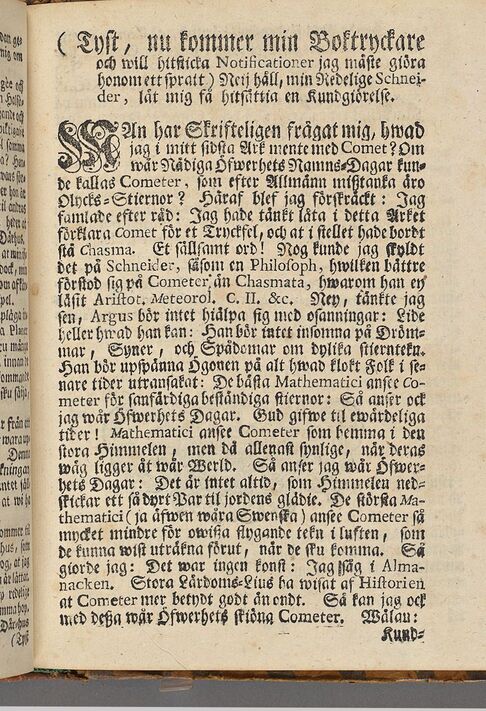 ( Tyst, nu kommer min Boktryckare
och will hitsticka Notificationer jag måste giöra
honom ett spratt ) Neij håll, min Redelige Schnei-
der, låt mig få hitsättia en Kundgiörelse.
MAn har Skrifteligen frågat mig, hwad
jag i mitt sidsta Ark mente med Comet? Om
wår Nådiga Öfwerhets Namns-Dagar kun-
de kallas Cometer, som efter Allmänn mißtanka äro
Olycks-Stiernor? Häraf blef jag förskräckt: Jag
famlade efter råd: Jag hade tänkt låta i detta Arket
förklara Comet för et Tryckfel, och at i stellet hade bordt
stå Chasma. Et sällsamt ord! Nog kunde jag skyldt
det på Schneider, såsom en Philosoph, hwilken bättre
förstod sig på Cometer än Chasmata, hwarom han ej
läsit Aristot. Meteorol. C. II. &c. Ney, tänkte jag
sen, Argus bör intet hiälpa sig med osanningar: Lide
heller hwad han kan: Han bör intet insomna på Dröm-
mar, Syner, och Spådomar om dylika stierntekn.
Han bör upspänna Ögonen på alt hwad klokt Folk i se-
nare tider utransakat: De bästa Mathematici ansee Co-
meter för sanfärdiga beständiga stiernor: Så anser ock
jag wår Öfwerhets Dagar. Gud gifwe til ewärdeliga
tider! Mathematici ansee Cometer som hemma i den
stora Himmelen, men då allenast synlige, när deras
wäg ligger åt wår Werld. Så anser jag wår Öfwer-
hets Dagar: Det är intet altid, som Himmelen ned-
skickar ett så dyrt Par til jordens glädie. De största Ma-
thematici ( ja äfwen wåra Swenska ) ansee Cometer så
mycket mindre för owißa flygande tekn i luften, som
de kunna wist uträkna förut, när de sku komma. Så
giorde jag: Det war ingen konst: Jag såg i Alma-
nacken. Stora Lärdoms-Lius ha wisat af Historien
at Cometer mer betydt godt än ondt. Så kan jag ock
med deßa wår Öfwerhets skiöna Cometer. Wälan:
Kund-